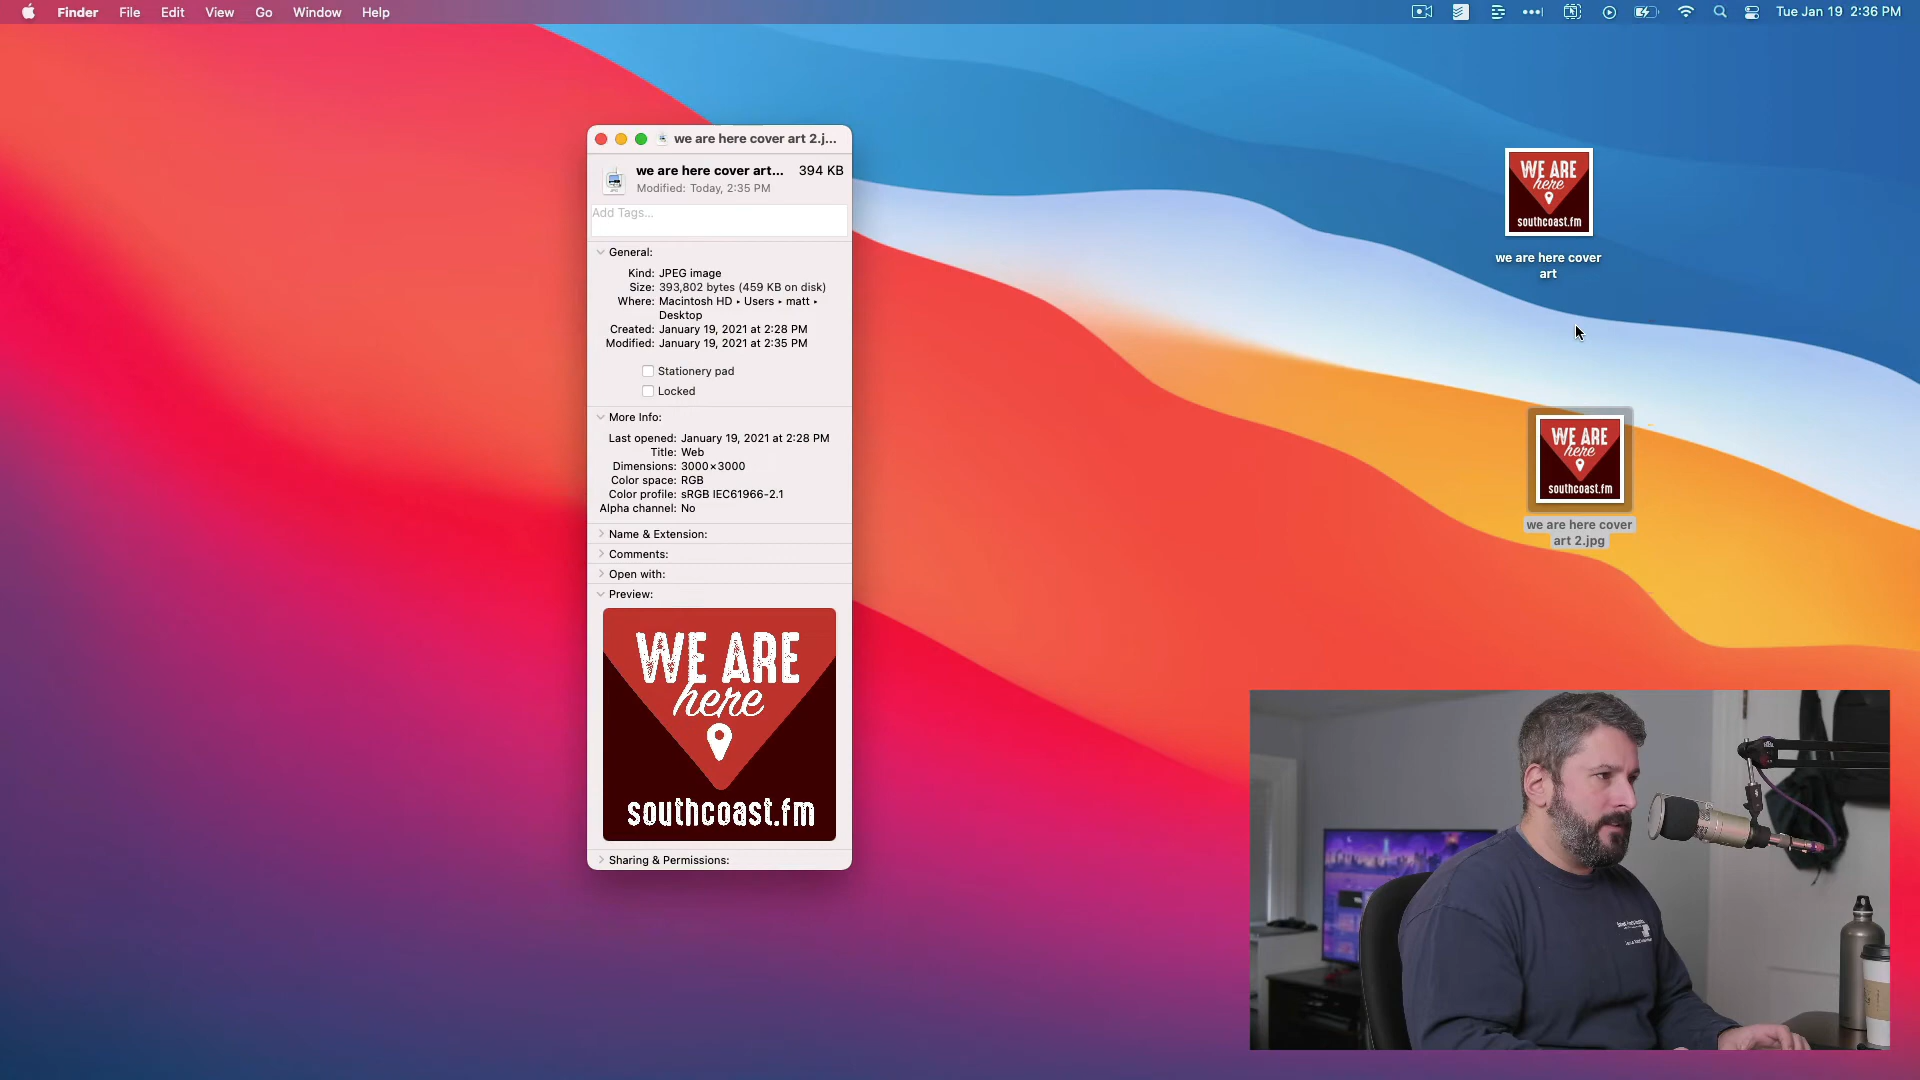 Finder File Edit View Go Window Help
Tue Jan 19 2:36 PM
we are here cover art 2.j...
we are here cover art... 394 KB
Modified: Today, 2:35 PM
Add Tags...
General:
Kind: JPEG image
Size: 393,802 bytes (459 KB on disk)
Where: Macintosh HD ▸ Users ▸ matt ▸
Desktop
Created: January 19, 2021 at 2:28 PM
Modified: January 19, 2021 at 2:35 PM
Stationery pad
Locked
More Info:
Last opened: January 19, 2021 at 2:28 PM
Title: Web
Dimensions: 3000×3000
Color space: RGB
Color profile: sRGB IEC61966-2.1
Alpha channel: No
Name & Extension:
Comments:
Open with:
Preview:
WE ARE
here
southcoast.fm
Sharing & Permissions:
WE ARE
here
southcoast.fm
we are here cover
art
WE ARE
here
southcoast.fm
we are here cover
art 2.jpg